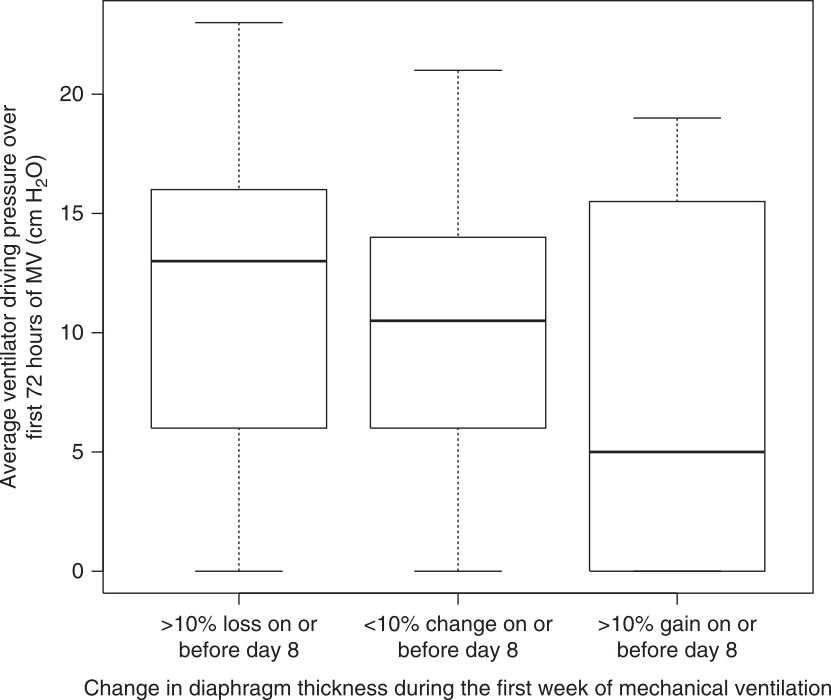 Average ventilator driving pressure over
first 72 hours of MV (cm H₂O)
20
15
10
5
0
>10% loss on or
before day 8
<10% change on or
before day 8
>10% gain on or
before day 8
Change in diaphragm thickness during the first week of mechanical ventilation